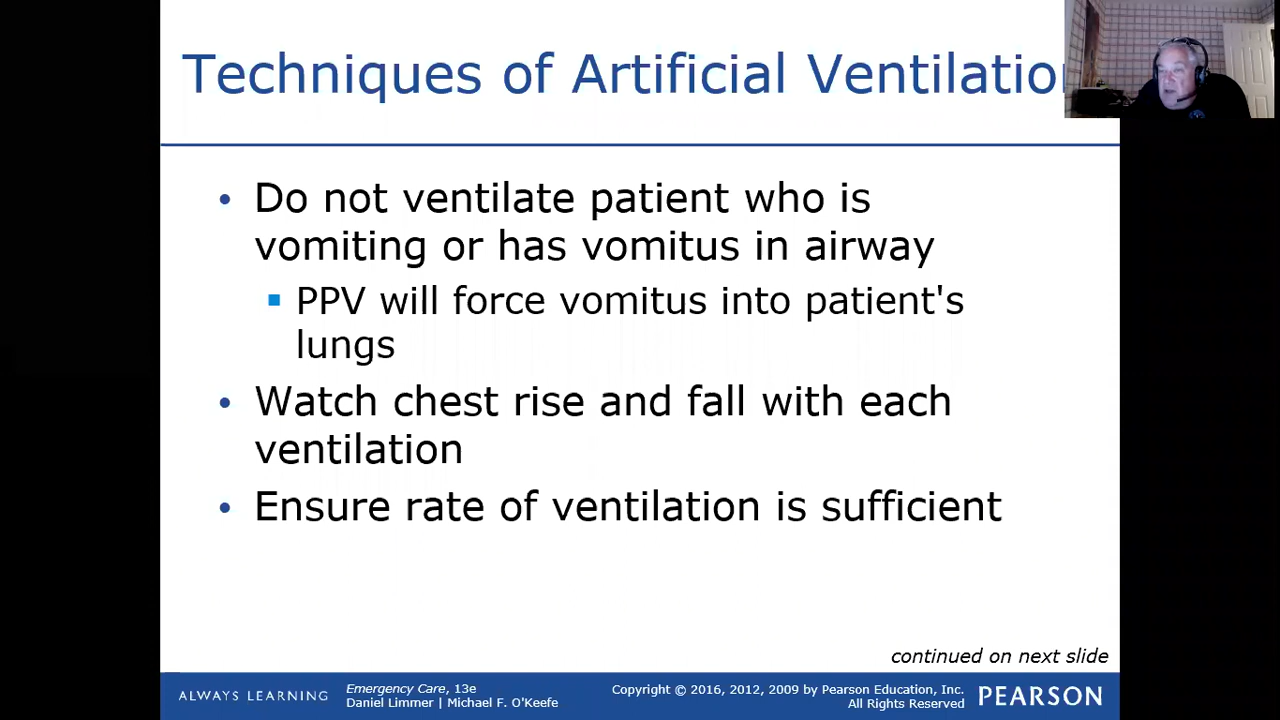 Techniques of Artificial Ventilatio
• Do not ventilate patient who is
vomiting or has vomitus in airway
▪ PPV will force vomitus into patient's
lungs
• Watch chest rise and fall with each
ventilation
• Ensure rate of ventilation is sufficient
continued on next slide
ALWAYS LEARNING
Emergency Care, 13e
Daniel Limmer | Michael F. O'Keefe
Copyright © 2016, 2012, 2009 by Pearson Education, Inc.
All Rights Reserved
PEARSON